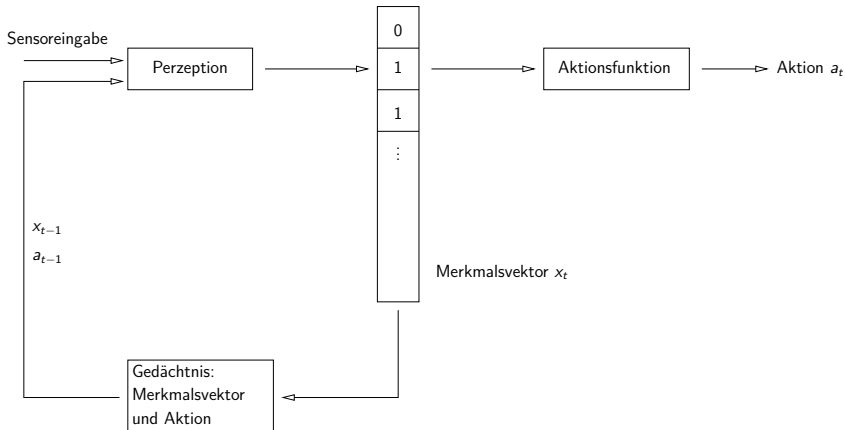 Sensoreingabe
Perzeption
0
1
1
⋮
Aktionsfunktion
Aktion a_t
x_{t−1}
a_{t−1}
Merkmalsvektor x_t
Gedächtnis:
Merkmalsvektor
und Aktion